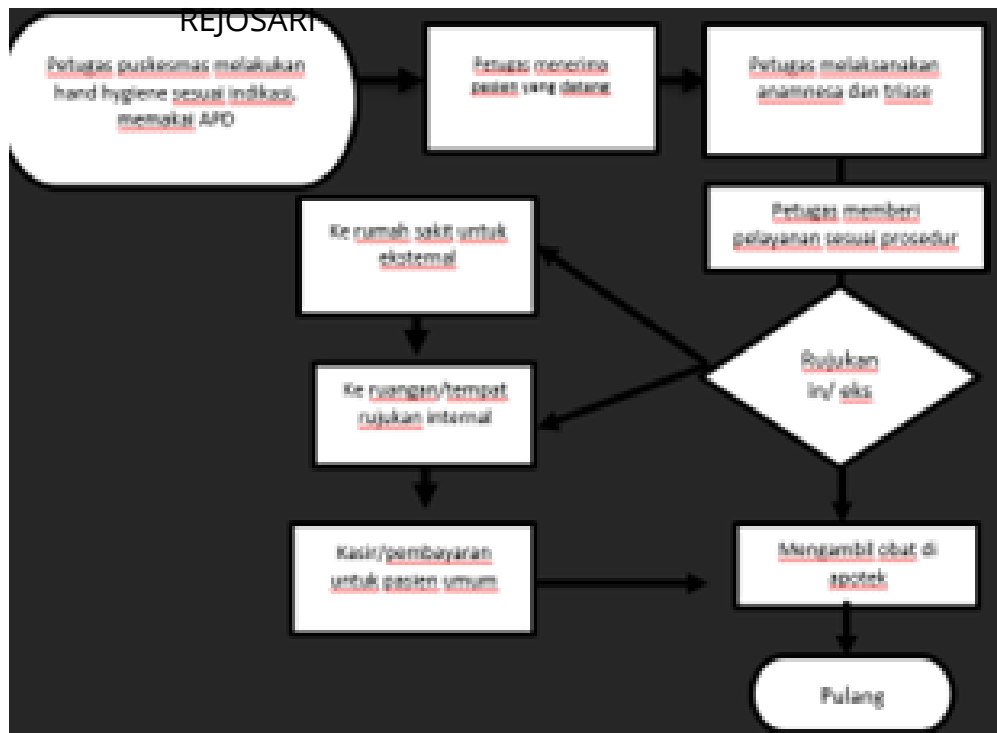 REJOSARI
Petugas puskesmas melakukan
hand hygiene sesuai indikasi,
memakai APD
Petugas menerima
pasien yang datang
Petugas melaksanakan
anamnesa dan triase
Petugas memberi
pelayanan sesuai prosedur
Rujukan
in/ eks
Ke rumah sakit untuk
eksternal
Ke ruangan/tempat
rujukan internal
Kasir/pembayaran
untuk pasien umum
Mengambil obat di
apotek
Pulang